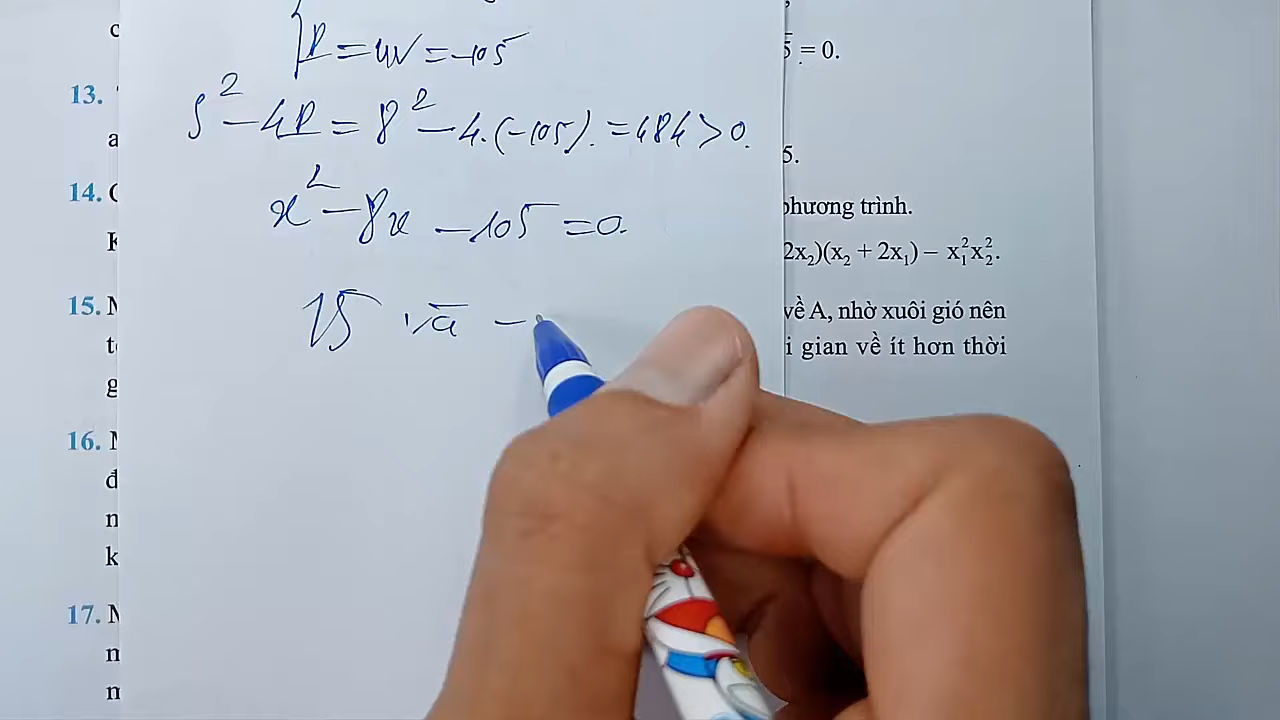 P = uv = -105
5 = 0.
13.
S² - 4P = 8² - 4.(-105). = 484 > 0.
a
5.
14.
x² - 8x - 105 = 0.
phương trình.
2x₂)(x₂ + 2x₁) – x₁²x₂².
15.
15 và -
về A, nhờ xuôi gió nên
i gian về ít hơn thời
g
16.
đ
n
k
17.
n
m